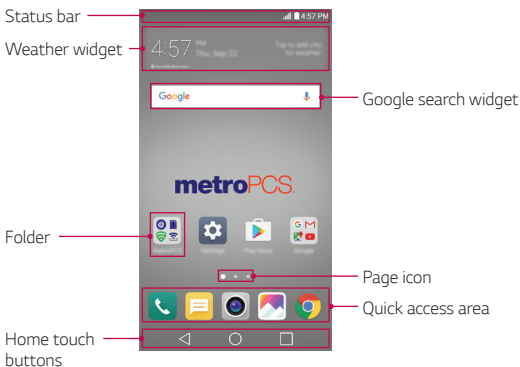 Status bar
4:57 PM
Weather widget
4:57 PM
Thu, Sep 22
Tap to add city
for weather
Google
Google search widget
metroPCS.
Folder
MetroPCS
Settings
Play Store
Google
Page icon
Quick access area
Home touch
buttons